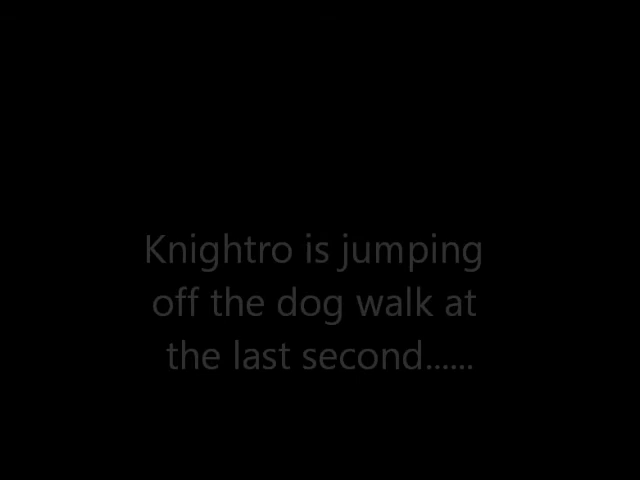 Knightro is jumping
off the dog walk at
the last second......